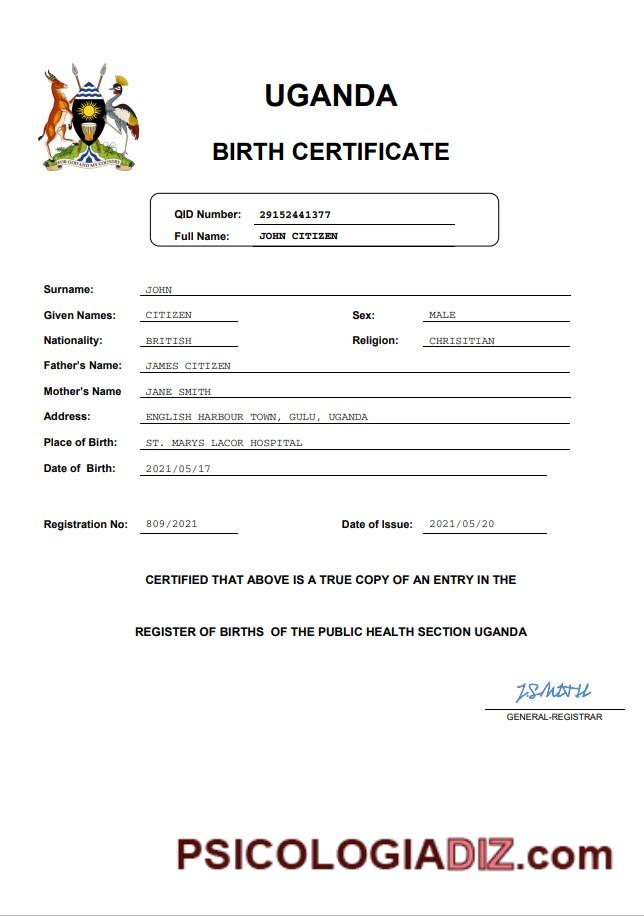 FOR GOD AND MY COUNTRY
UGANDA
BIRTH CERTIFICATE
QID Number: 29152441377
Full Name: JOHN CITIZEN
Surname: JOHN
Given Names: CITIZEN Sex: MALE
Nationality: BRITISH Religion: CHRISITIAN
Father's Name: JAMES CITIZEN
Mother's Name JANE SMITH
Address: ENGLISH HARBOUR TOWN, GULU, UGANDA
Place of Birth: ST. MARYS LACOR HOSPITAL
Date of Birth: 2021/05/17
Registration No: 809/2021 Date of Issue: 2021/05/20
CERTIFIED THAT ABOVE IS A TRUE COPY OF AN ENTRY IN THE
REGISTER OF BIRTHS OF THE PUBLIC HEALTH SECTION UGANDA
J.SMITH
GENERAL-REGISTRAR
PSICOLOGIADIZ.com